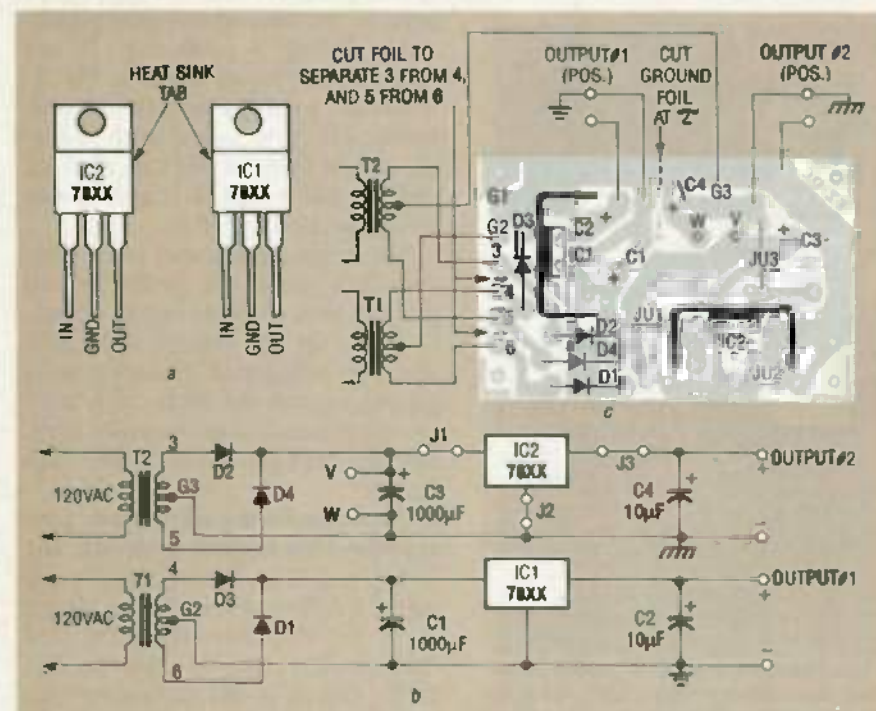 HEAT SINK
TAB
IC2
78XX
IC1
78XX
IN
GND
OUT
IN
GND
OUT
a
CUT FOIL TO
SEPARATE 3 FROM 4,
AND 5 FROM 6
OUTPUT#1
(POS.)
CUT
GROUND
FOIL
AT "Z"
OUTPUT #2
(POS.)
T2
T1
G1
G2
D3
3
4
6
C2
C1
C1
+
+
C4
G3
W
V
+
C3
JU3
JU1
IC2
JU2
D2
D4
D1
c
120VAC
T2
3
G3
5
D2
D4
V
W
+
C3
1000µF
J1
IC2
78XX
J2
J3
+
C4
10µF
OUTPUT#2
+
-
120VAC
T1
4
G2
6
D3
D1
+
C1
1000µF
IC1
78XX
+
C2
10µF
OUTPUT#1
+
-
b